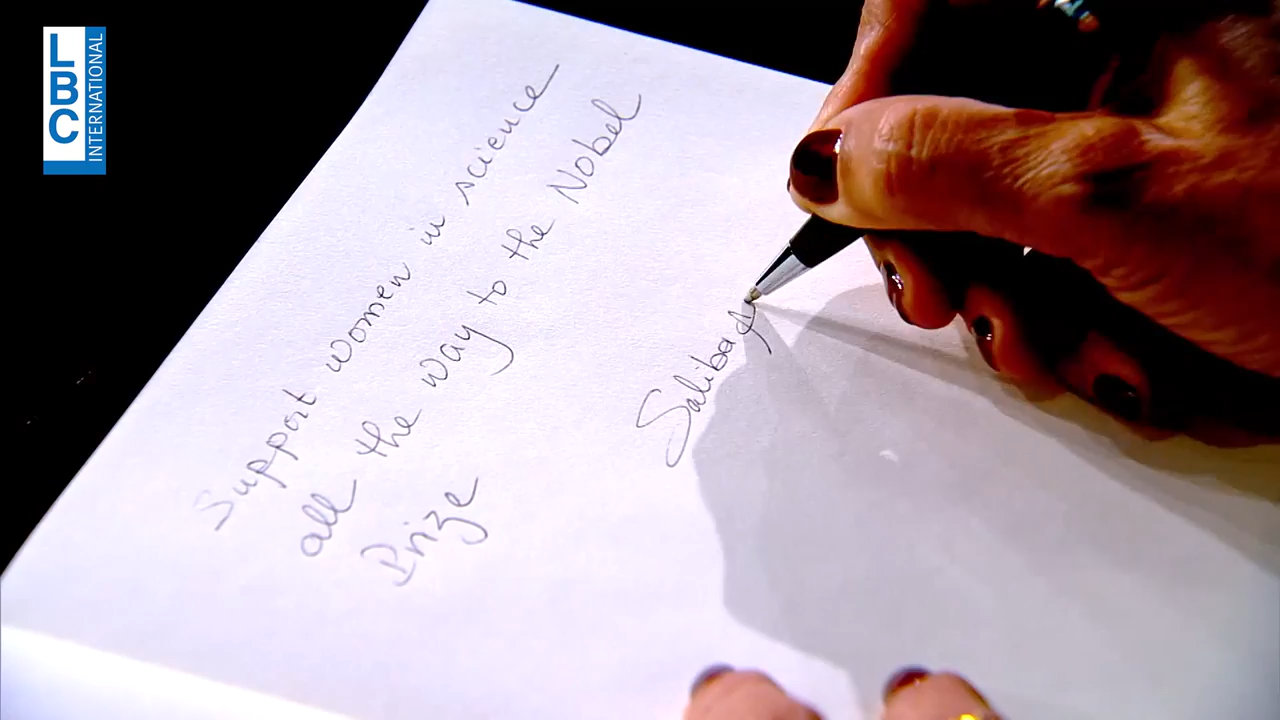 LBC
INTERNATIONAL
Support women in science
all the way to the Nobel
Prize
Saliba